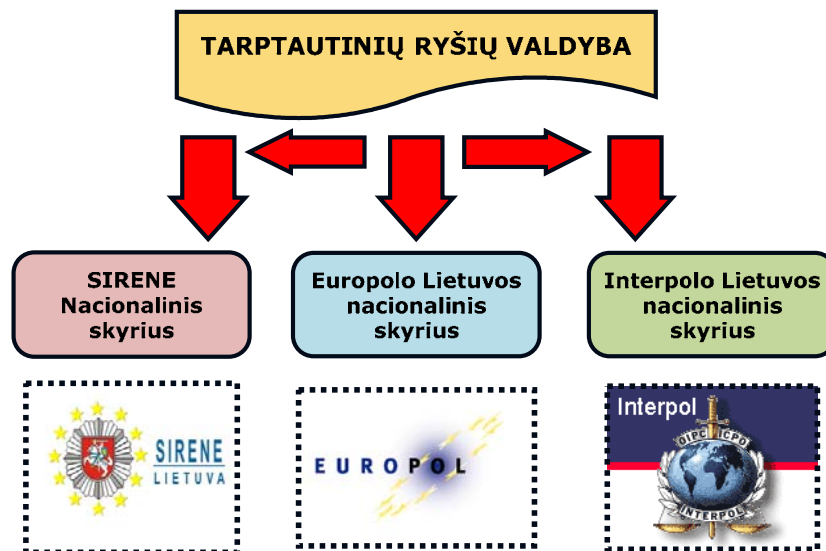 TARPTAUTINIŲ RYŠIŲ VALDYBA
SIRENE
Nacionalinis
skyrius
Europolo Lietuvos
nacionalinis
skyrius
Interpolo Lietuvos
nacionalinis
skyrius
SIRENE
LIETUVA
EUROPOL
Interpol
OIPC ICPO
INTERPOL